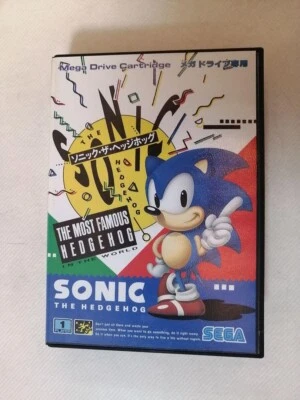 Mega Drive Cartridge メガドライブ専用
THE
SONIC
ソニック・ザ・ヘッジホッグ
HEDGEHOG
THE MOST FAMOUS
HEDGEHOG
IN THE WORLD!
SONIC
THE HEDGEHOG
1
SEGA